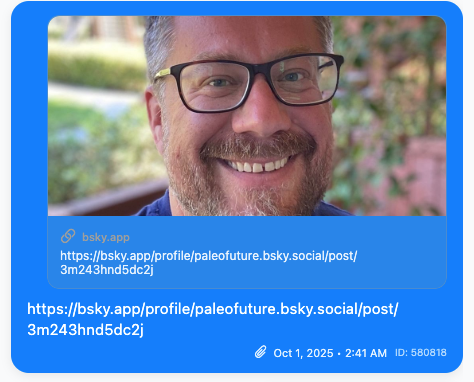 bsky.app
https://bsky.app/profile/paleofuture.bsky.social/post/
3m243hnd5dc2j
https://bsky.app/profile/paleofuture.bsky.social/post/
3m243hnd5dc2j
Oct 1, 2025 • 2:41 AM ID: 580818